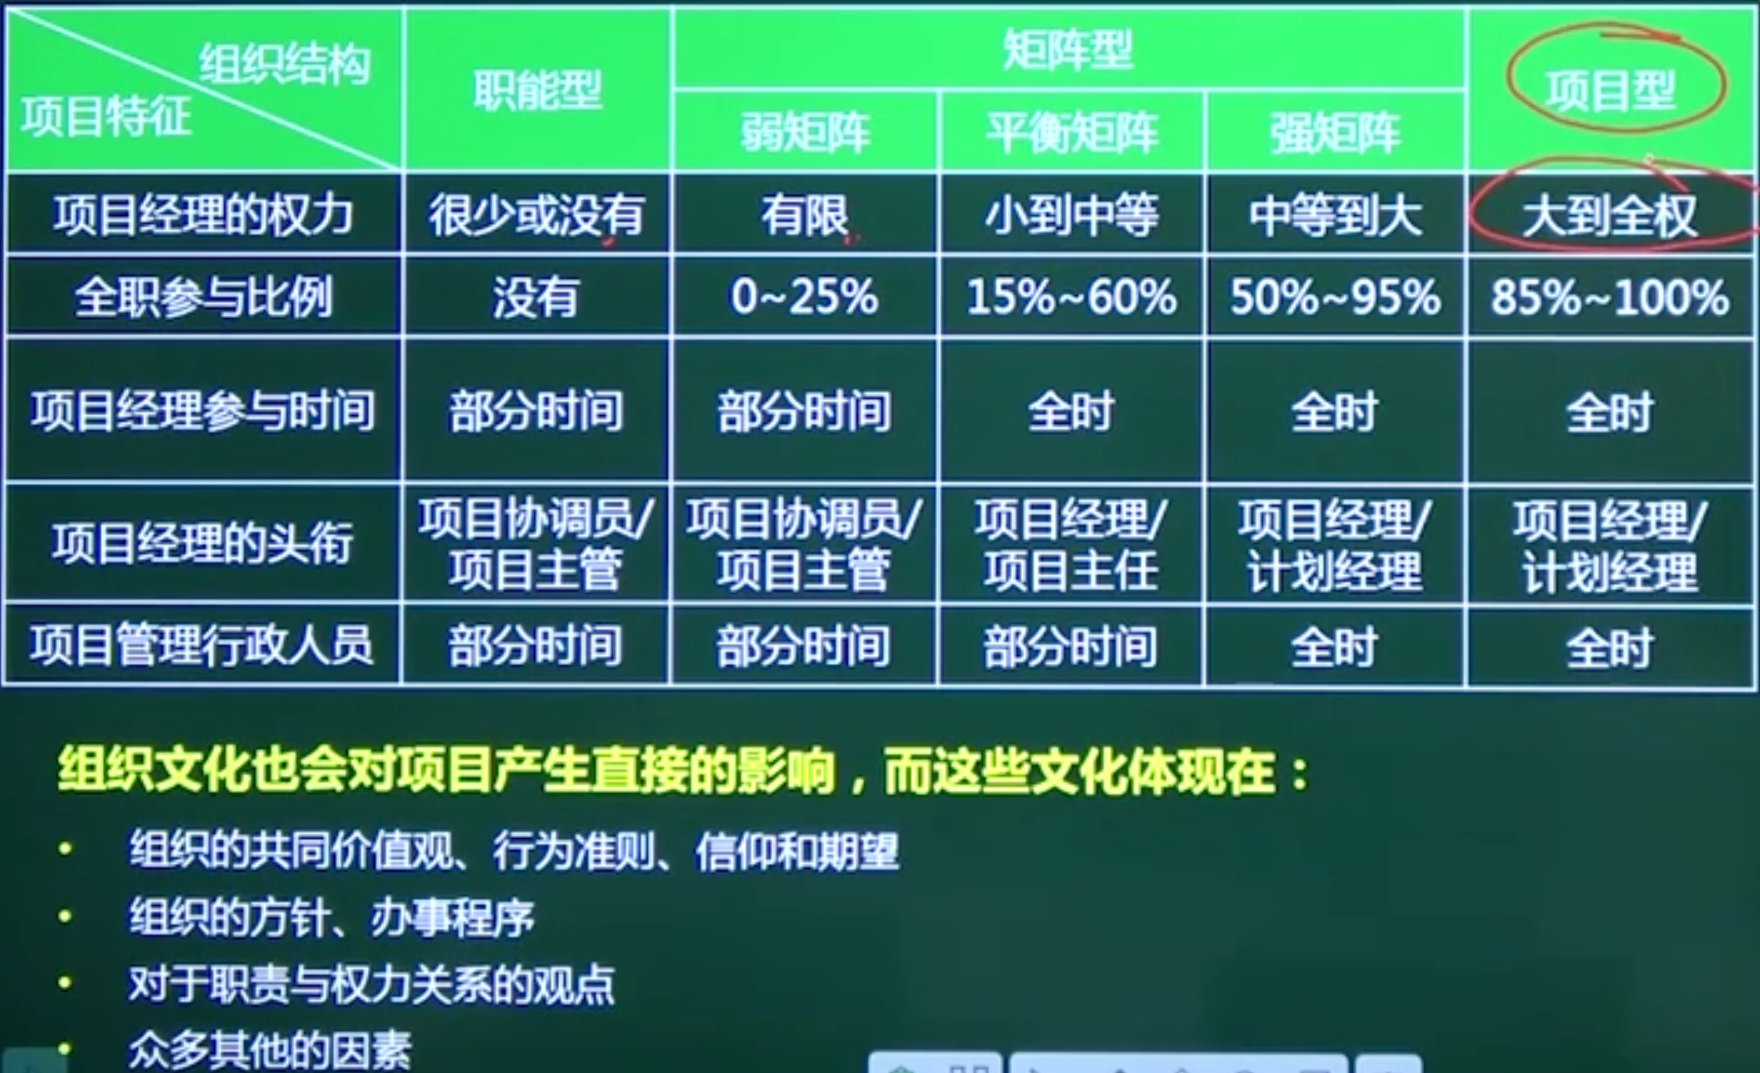 组织结构
项目特征
职能型
矩阵型
项目型
弱矩阵
平衡矩阵
强矩阵
项目经理的权力 很少或没有 有限 小到中等 中等到大 大到全权
全职参与比例 没有 0~25% 15%~60% 50%~95% 85%~100%
项目经理参与时间 部分时间 部分时间 全时 全时 全时
项目经理的头衔 项目协调员/项目主管 项目协调员/项目主管 项目经理/项目主任 项目经理/计划经理 项目经理/计划经理
项目管理行政人员 部分时间 部分时间 部分时间 全时 全时
组织文化也会对项目产生直接的影响，而这些文化体现在：
• 组织的共同价值观、行为准则、信仰和期望
• 组织的方针、办事程序
• 对于职责与权力关系的观点
• 众多其他的因素